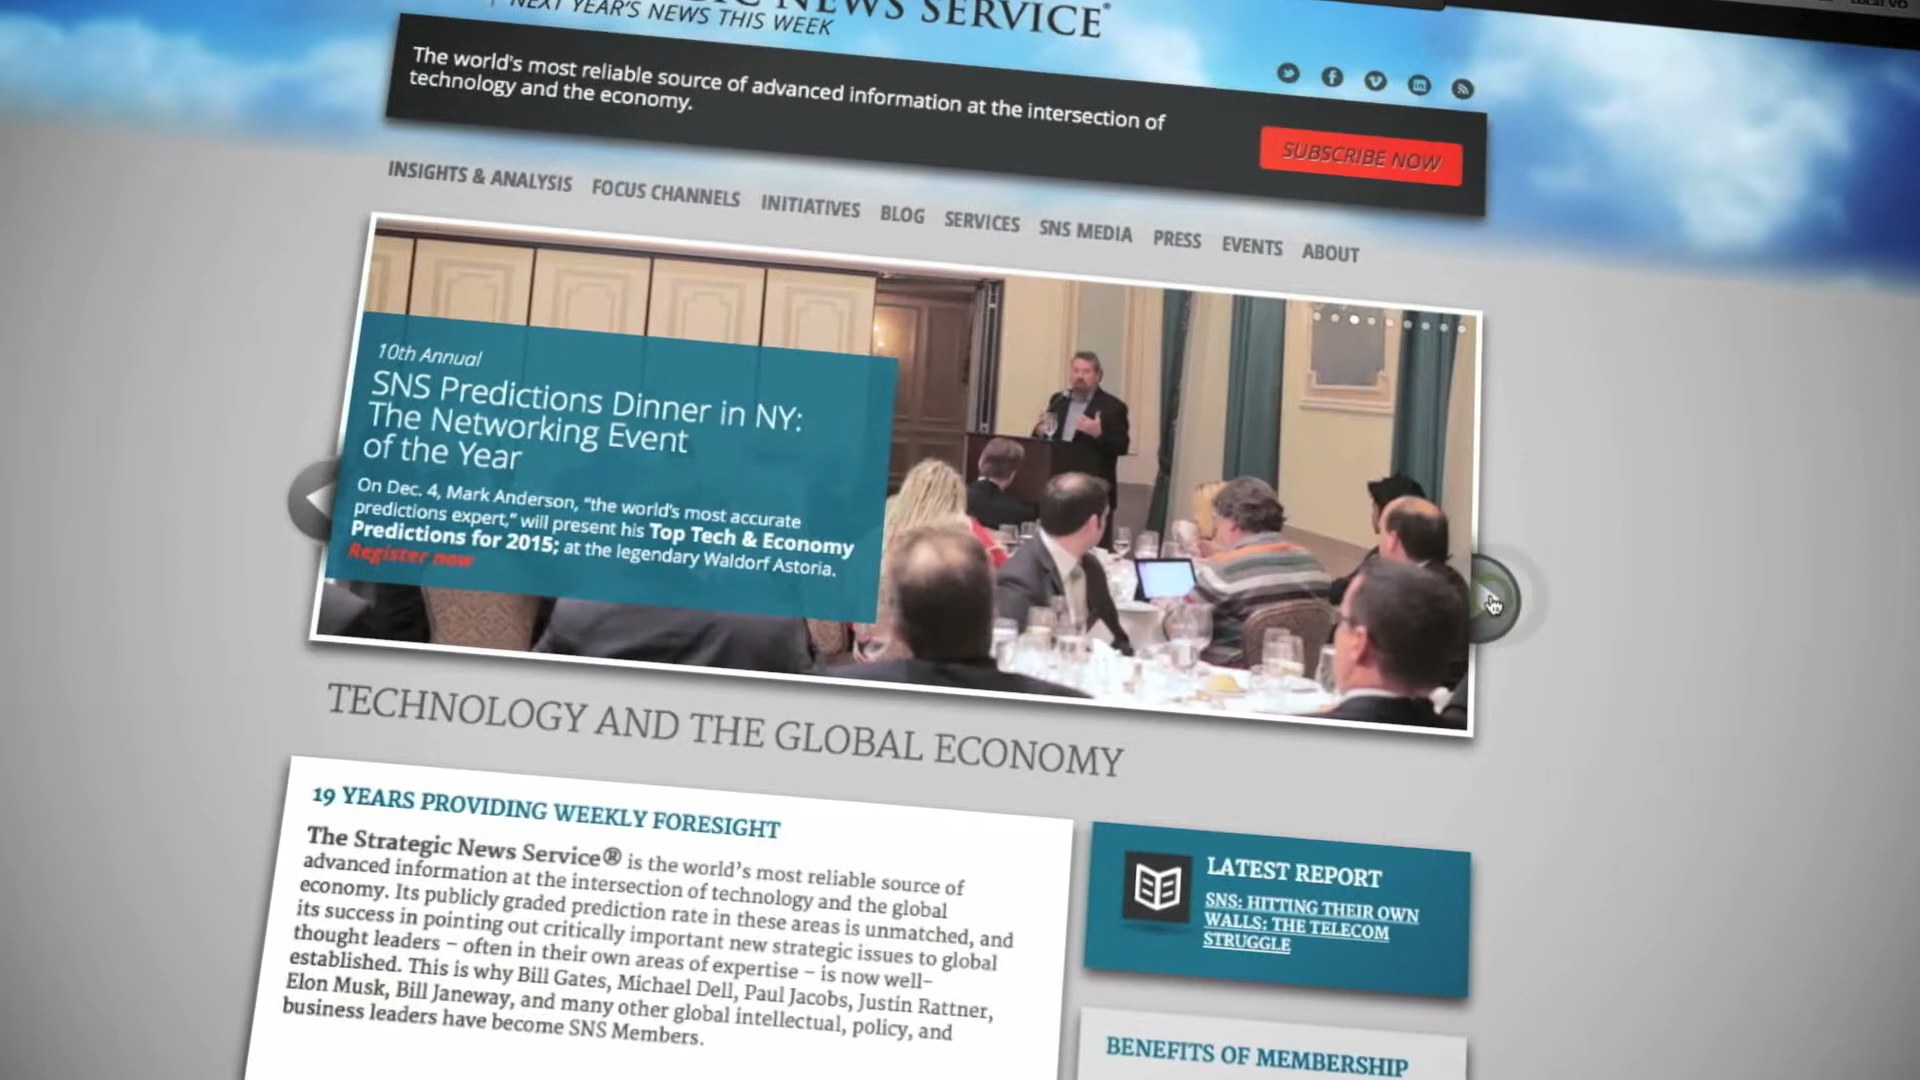 NEWS SERVICE®
NEXT YEAR'S NEWS THIS WEEK
The world's most reliable source of advanced information at the intersection of
technology and the economy.
SUBSCRIBE NOW
INSIGHTS & ANALYSIS FOCUS CHANNELS INITIATIVES BLOG SERVICES SNS MEDIA PRESS EVENTS ABOUT
10th Annual
SNS Predictions Dinner in NY:
The Networking Event
of the Year
On Dec. 4, Mark Anderson, "the world's most accurate
predictions expert," will present his Top Tech & Economy
Predictions for 2015; at the legendary Waldorf Astoria.
Register now
TECHNOLOGY AND THE GLOBAL ECONOMY
19 YEARS PROVIDING WEEKLY FORESIGHT
The Strategic News Service® is the world's most reliable source of
advanced information at the intersection of technology and the global
economy. Its publicly graded prediction rate in these areas is unmatched, and
its success in pointing out critically important new strategic issues to global
thought leaders – often in their own areas of expertise – is now well-
established. This is why Bill Gates, Michael Dell, Paul Jacobs, Justin Rattner,
Elon Musk, Bill Janeway, and many other global intellectual, policy, and
business leaders have become SNS Members.
LATEST REPORT
SNS: HITTING THEIR OWN
WALLS: THE TELECOM
STRUGGLE
BENEFITS OF MEMBERSHIP